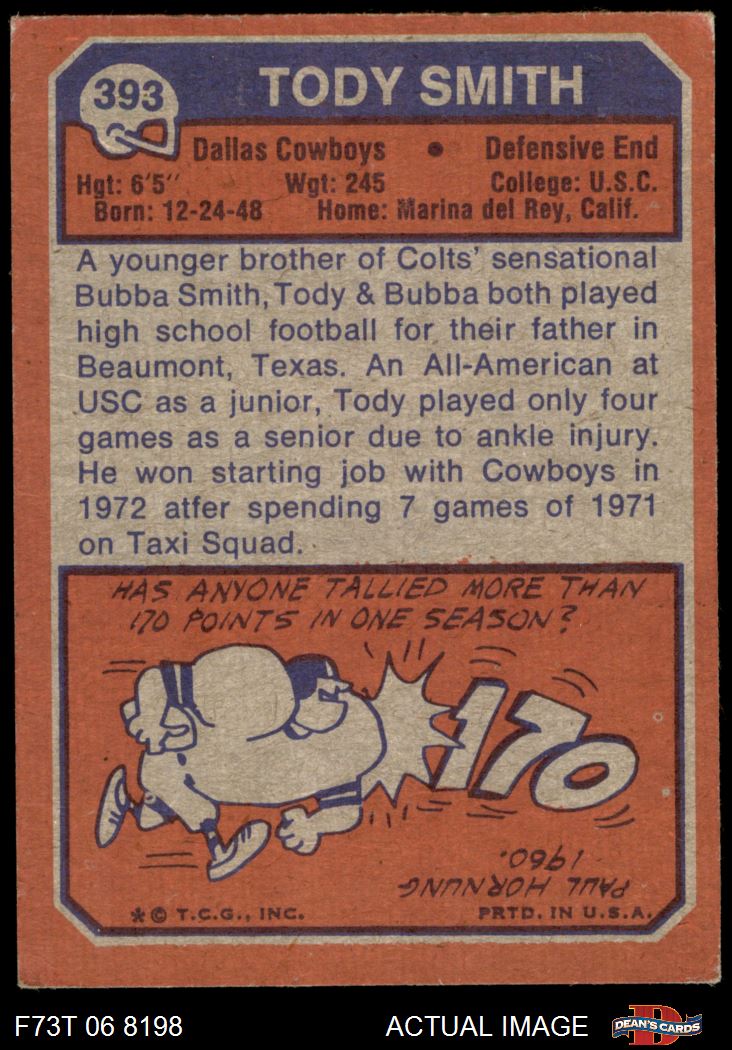 393
TODY SMITH
Dallas Cowboys • Defensive End
Hgt: 6'5" Wgt: 245 College: U.S.C.
Born: 12-24-48 Home: Marina del Rey, Calif.
A younger brother of Colts' sensational
Bubba Smith, Tody & Bubba both played
high school football for their father in
Beaumont, Texas. An All-American at
USC as a junior, Tody played only four
games as a senior due to ankle injury.
He won starting job with Cowboys in
1972 atfer spending 7 games of 1971
on Taxi Squad.
HAS ANYONE TALLIED MORE THAN
170 POINTS IN ONE SEASON?
170
PAUL HORNUNG
1960.
*© T.C.G., INC. PRTD. IN U.S.A.
F73T 06 8198 ACTUAL IMAGE D DEAN'S CARDS